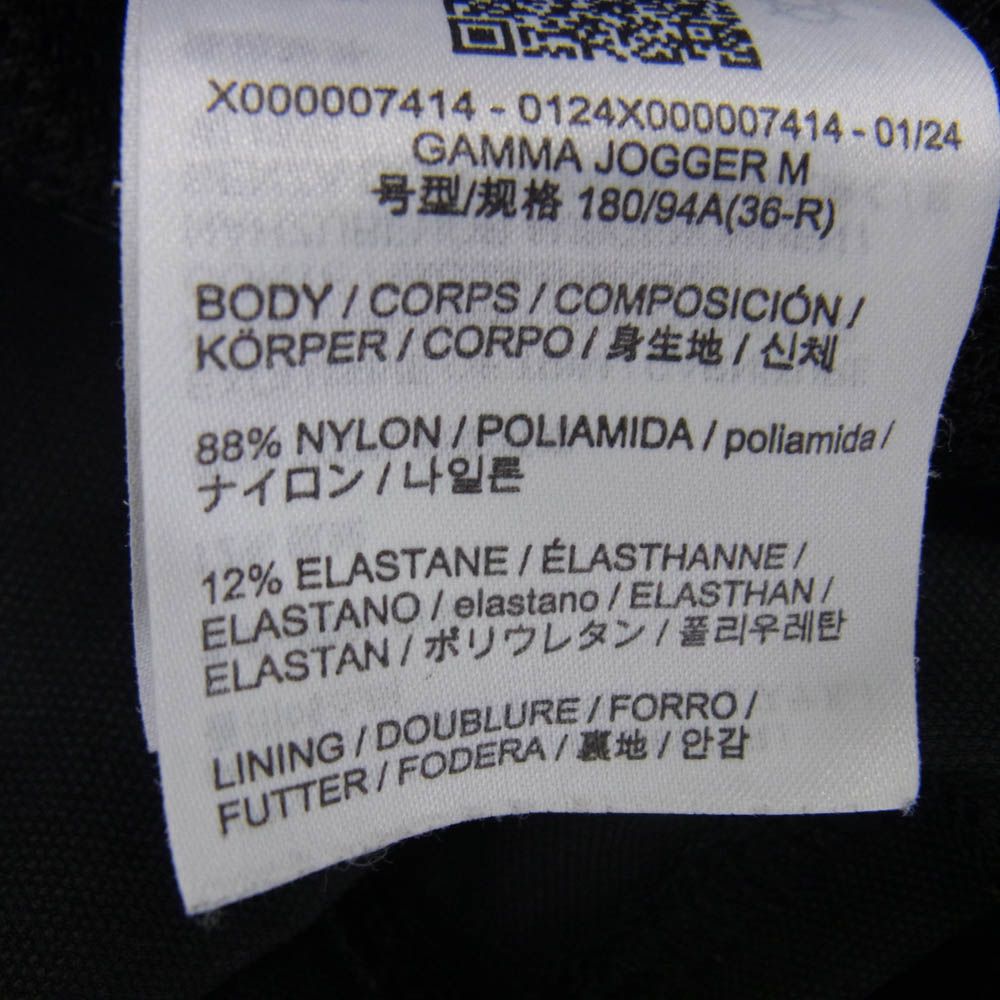 X000007414 - 0124X000007414 - 01/24
GAMMA JOGGER M
号型/规格 180/94A(36-R)
BODY / CORPS / COMPOSICIÓN /
KÖRPER / CORPO / 身生地 / 신체
88% NYLON / POLIAMIDA / poliamida /
ナイロン / 나일론
12% ELASTANE / ÉLASTHANNE /
ELASTANO / elastano / ELASTHAN /
ELASTAN / ポリウレタン / 폴리우레탄
LINING / DOUBLURE / FORRO /
FUTTER / FODERA / 裏地 / 안감